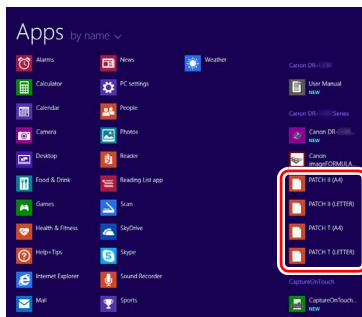 Apps by name
Alarms
Calculator
Calendar
Camera
Desktop
Food & Drink
Games
Health & Fitness
Help+Tips
Internet Explorer
Mail
News
PC settings
People
Photos
Reader
Reading List app
Scan
SkyDrive
Skype
Sound Recorder
Sports
Weather
Canon DR-
User Manual
NEW
Canon DR- Series
Canon DR-
NEW
Canon
imageFORMULA...
PATCH II (A4)
PATCH II (LETTER)
PATCH T (A4)
PATCH T (LETTER)
CaptureOnTouch
CaptureOnTouch...
NEW